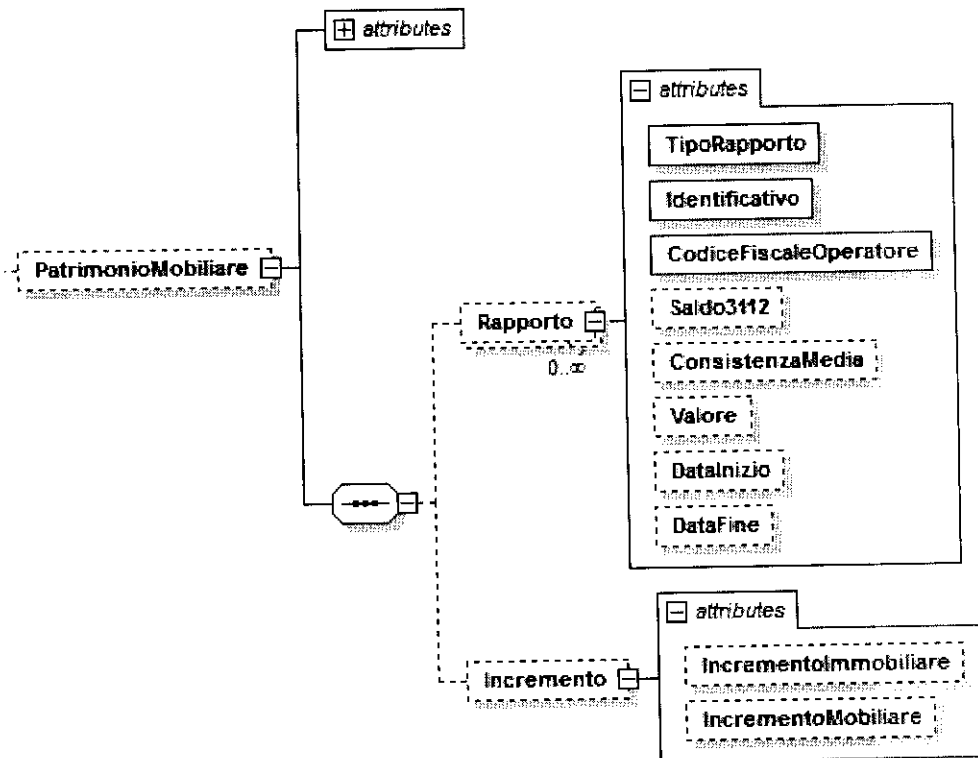 attributes
attributes
TipoRapporto
Identificativo
CodiceFiscaleOperatore
PatrimonioMobiliare
Saldo3112
Rapporto
ConsistenzaMedia
0..∞
Valore
DataInizio
DataFine
attributes
IncrementoImmobiliare
Incremento
IncrementoMobiliare